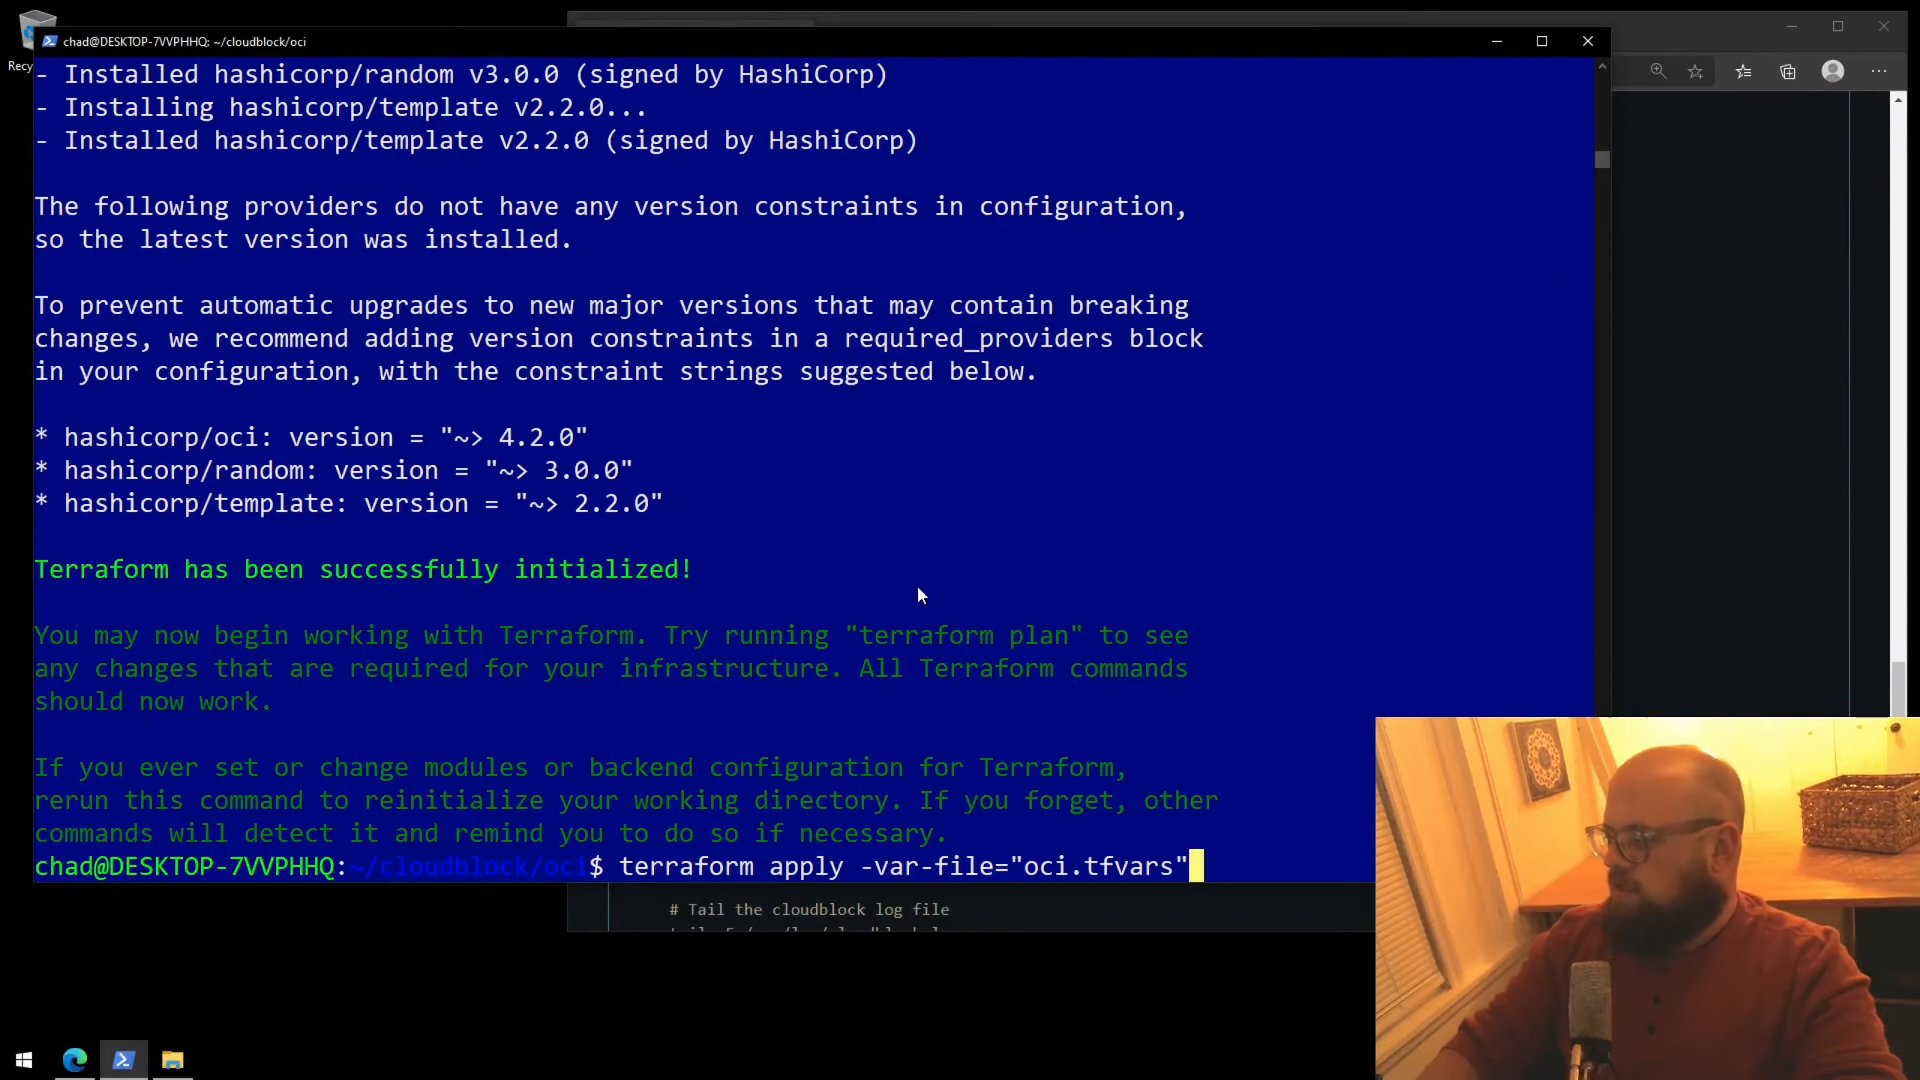 Recy
chad@DESKTOP-7VVPHHQ: ~/cloudblock/oci
- Installed hashicorp/random v3.0.0 (signed by HashiCorp)
- Installing hashicorp/template v2.2.0...
- Installed hashicorp/template v2.2.0 (signed by HashiCorp)
The following providers do not have any version constraints in configuration,
so the latest version was installed.
To prevent automatic upgrades to new major versions that may contain breaking
changes, we recommend adding version constraints in a required_providers block
in your configuration, with the constraint strings suggested below.
* hashicorp/oci: version = "~> 4.2.0"
* hashicorp/random: version = "~> 3.0.0"
* hashicorp/template: version = "~> 2.2.0"
Terraform has been successfully initialized!
You may now begin working with Terraform. Try running "terraform plan" to see
any changes that are required for your infrastructure. All Terraform commands
should now work.
If you ever set or change modules or backend configuration for Terraform,
rerun this command to reinitialize your working directory. If you forget, other
commands will detect it and remind you to do so if necessary.
chad@DESKTOP-7VVPHHQ:~/cloudblock/oci$ terraform apply -var-file="oci.tfvars"
# Tail the cloudblock log file